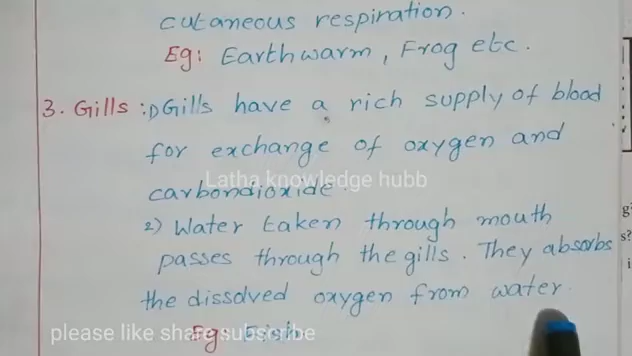 cutaneous respiration.
Eg: Earthwarm, Frog etc.
3. Gills :1) Gills have a rich supply of blood
for exchange of oxygen and
Latha knowledge hubb
carbondioxide.
2) Water taken through mouth
passes through the gills. They absorbs
the dissolved oxygen from water.
please like share subscribe
Eg: Fish
g
s?
i